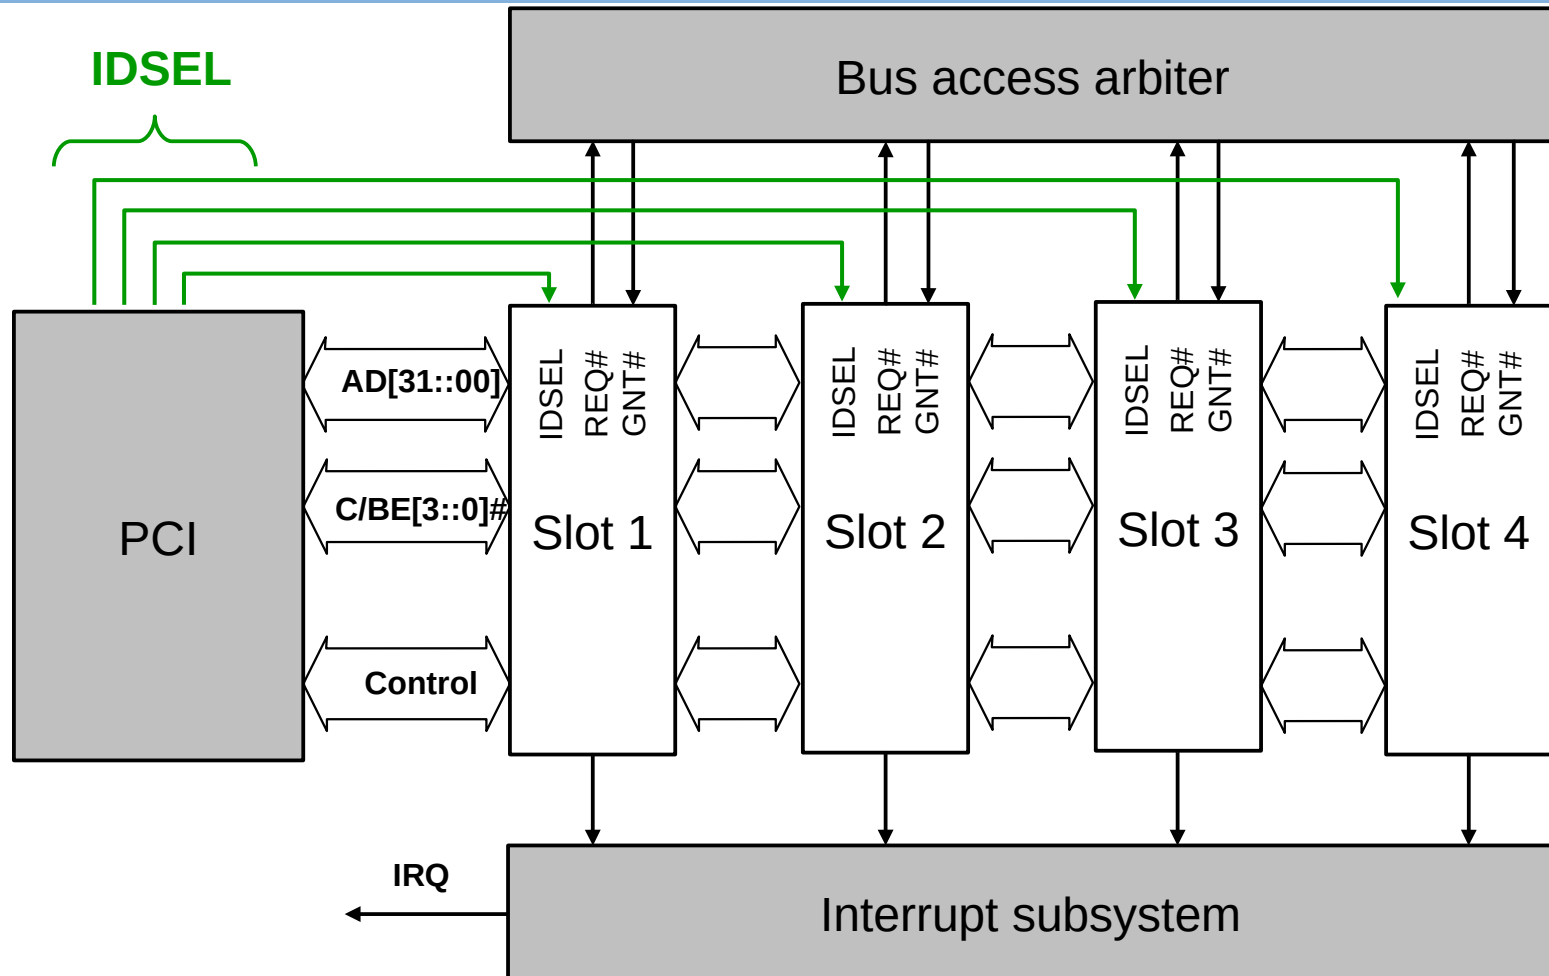 IDSEL
Bus access arbiter
AD[31::00]
IDSEL
REQ#
GNT#
IDSEL
REQ#
GNT#
IDSEL
REQ#
GNT#
IDSEL
REQ#
GNT#
C/BE[3::0]#
PCI
Slot 1
Slot 2
Slot 3
Slot 4
Control
IRQ
Interrupt subsystem